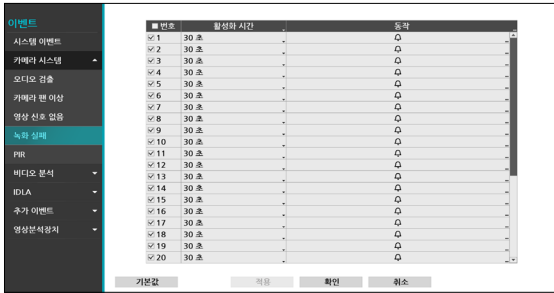 이벤트
시스템 이벤트
카메라 시스템
오디오 검출
카메라 팬 이상
영상 신호 없음
녹화 실패
PIR
비디오 분석
IDLA
추가 이벤트
영상분석장치
번호 활성화 시간 동작
1 30 초
2 30 초
3 30 초
4 30 초
5 30 초
6 30 초
7 30 초
8 30 초
9 30 초
10 30 초
11 30 초
12 30 초
13 30 초
14 30 초
15 30 초
16 30 초
17 30 초
18 30 초
19 30 초
20 30 초
기본값 적용 확인 취소